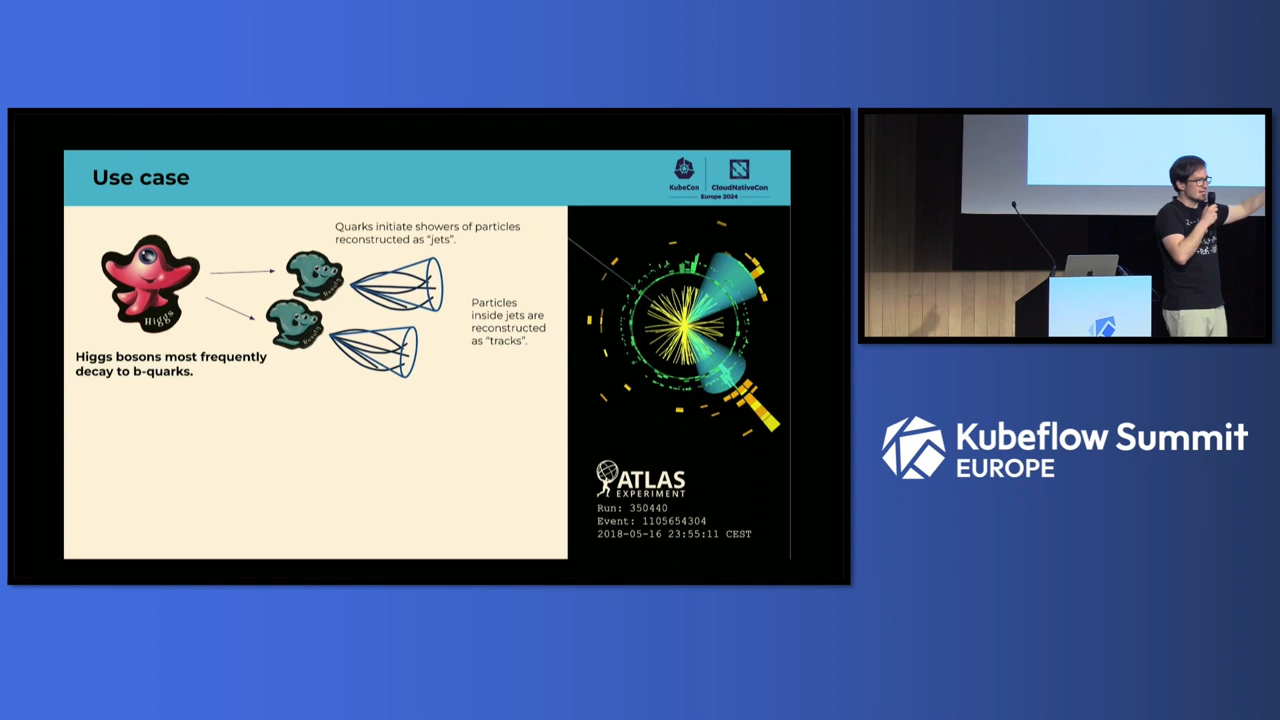 Use case
KubeCon
CloudNativeCon
Europe 2024
Quarks initiate showers of particles
reconstructed as “jets”.
Higgs
Particles
inside jets are
reconstructed
as “tracks”.
Higgs bosons most frequently
decay to b-quarks.
ATLAS
EXPERIMENT
Run: 350440
Event: 1105654304
2018-05-16 23:55:11 CEST
Kubeflow Summit
EUROPE